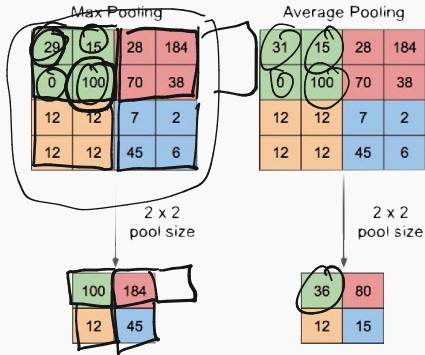 Max Pooling Average Pooling
29 15 28 184 31 15 28 184
0 100 70 38 0 100 70 38
12 12 7 2 12 12 7 2
12 12 45 6 12 12 45 6
2 x 2 2 x 2
pool size pool size
100 184 36 80
12 45 12 15